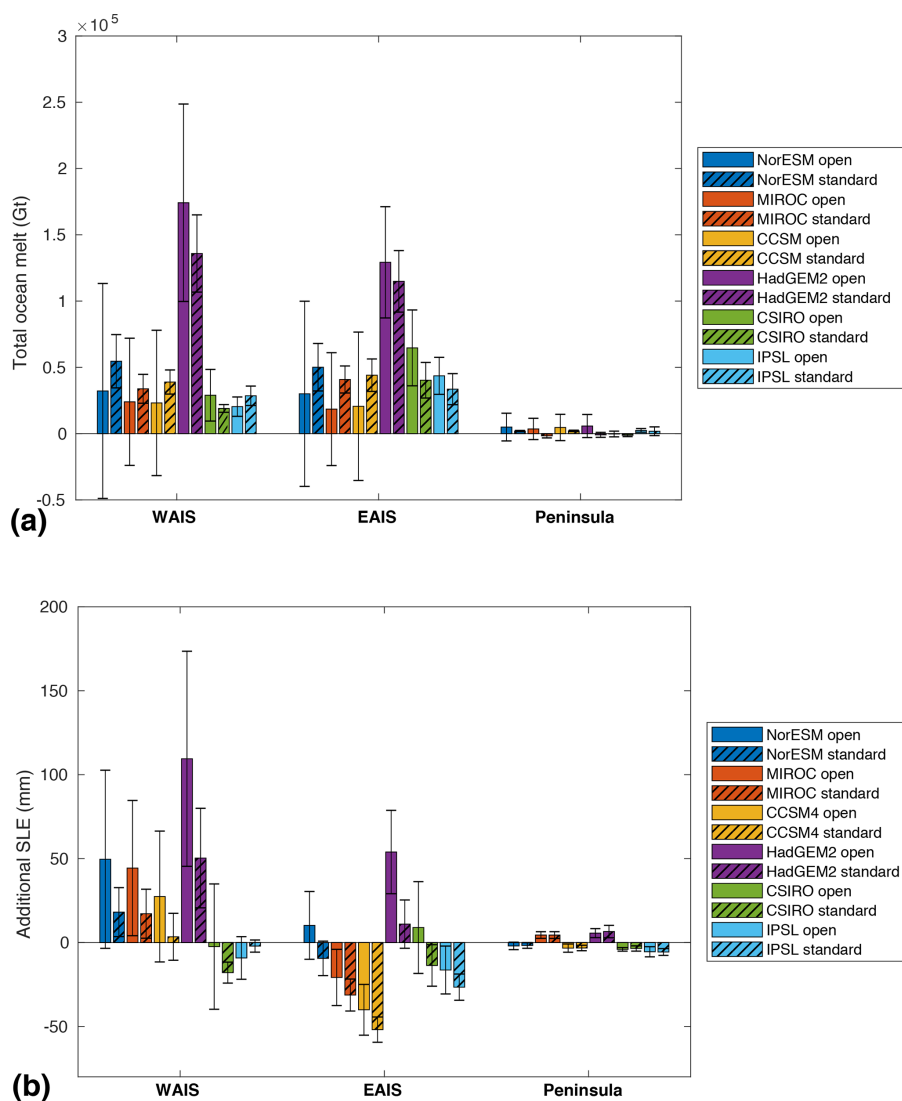 × 10⁵
3
2.5
2
1.5
1
0.5
0
-0.5
Total ocean melt (Gt)
WAIS EAIS Peninsula
(a)
NorESM open
NorESM standard
MIROC open
MIROC standard
CCSM open
CCSM standard
HadGEM2 open
HadGEM2 standard
CSIRO open
CSIRO standard
IPSL open
IPSL standard
200
150
100
50
0
-50
Additional SLE (mm)
WAIS EAIS Peninsula
(b)
NorESM open
NorESM standard
MIROC open
MIROC standard
CCSM4 open
CCSM4 standard
HadGEM2 open
HadGEM2 standard
CSIRO open
CSIRO standard
IPSL open
IPSL standard